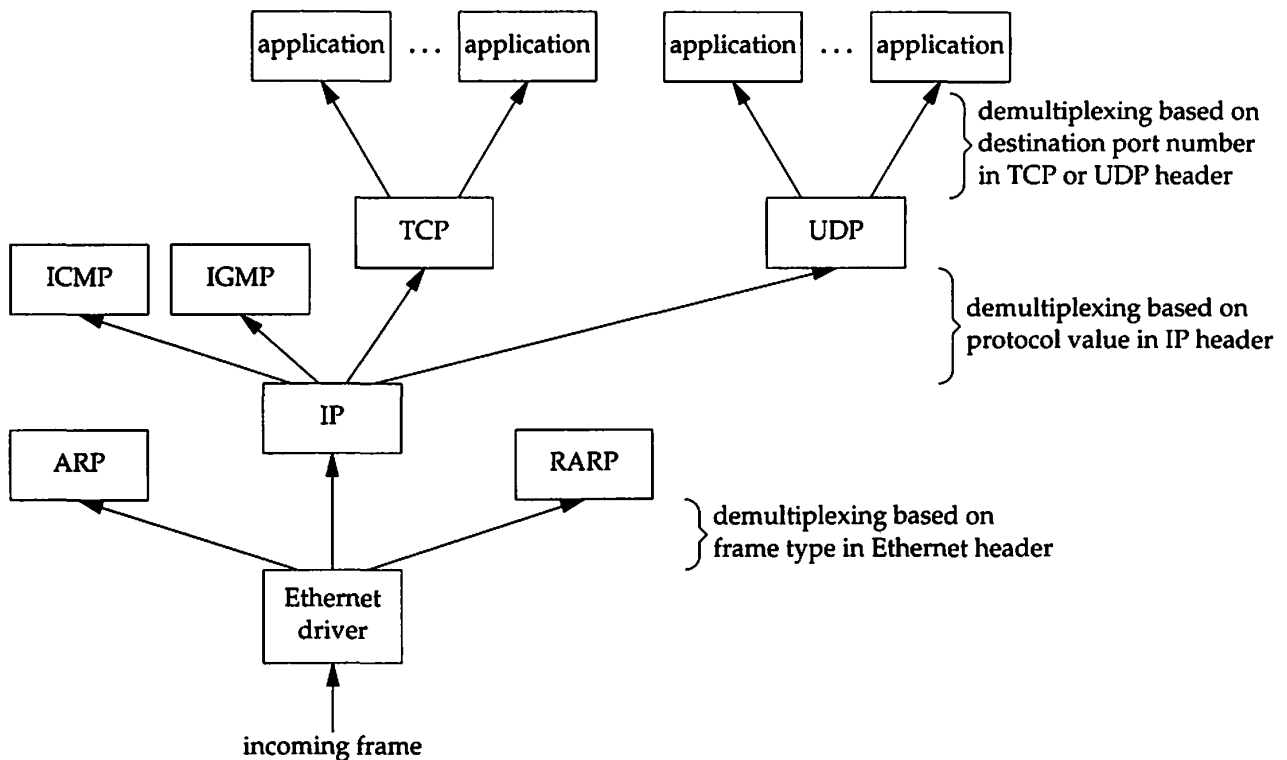 application ... application application ... application
demultiplexing based on
destination port number
in TCP or UDP header
TCP UDP
ICMP IGMP
demultiplexing based on
protocol value in IP header
IP
ARP RARP
demultiplexing based on
frame type in Ethernet header
Ethernet
driver
incoming frame